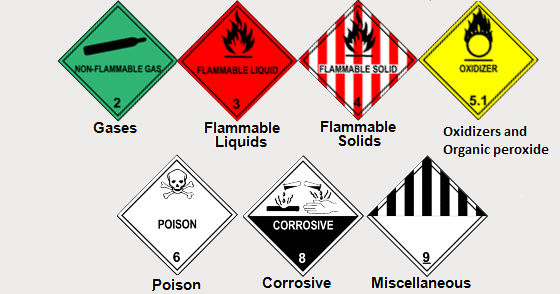 NON-FLAMMABLE GAS
2
FLAMMABLE LIQUID
3
FLAMMABLE SOLID
4
OXIDIZER
5.1
Gases
Flammable
Liquids
Flammable
Solids
Oxidizers and
Organic peroxide
POISON
6
CORROSIVE
8
9
Poison
Corrosive
Miscellaneous